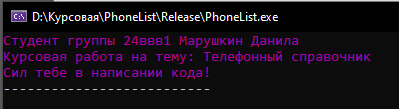 D:\Курсовая\PhoneList\Release\PhoneList.exe
Студент группы 24ввв1 Марушкин Данила
Курсовая работа на тему: Телефонный справочник
Сил тебе в написании кода!
--------------------------